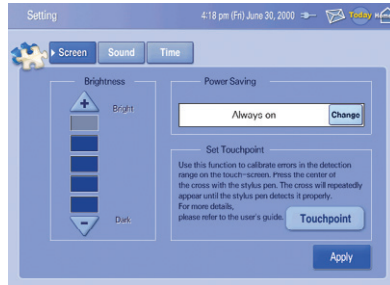 Setting
4:18 pm (Fri) June 30, 2000
Today
Screen
Sound
Time
Brightness
+
Bright
-
Dark
Power Saving
Always on
Change
Set Touchpoint
Use this function to calibrate errors in the detection
range on the touch-screen. Press the center of
the cross with the stylus pen. The cross will repeatedly
appear until the stylus pen detects it properly.
For more details,
please refer to the user's guide.
Touchpoint
Apply